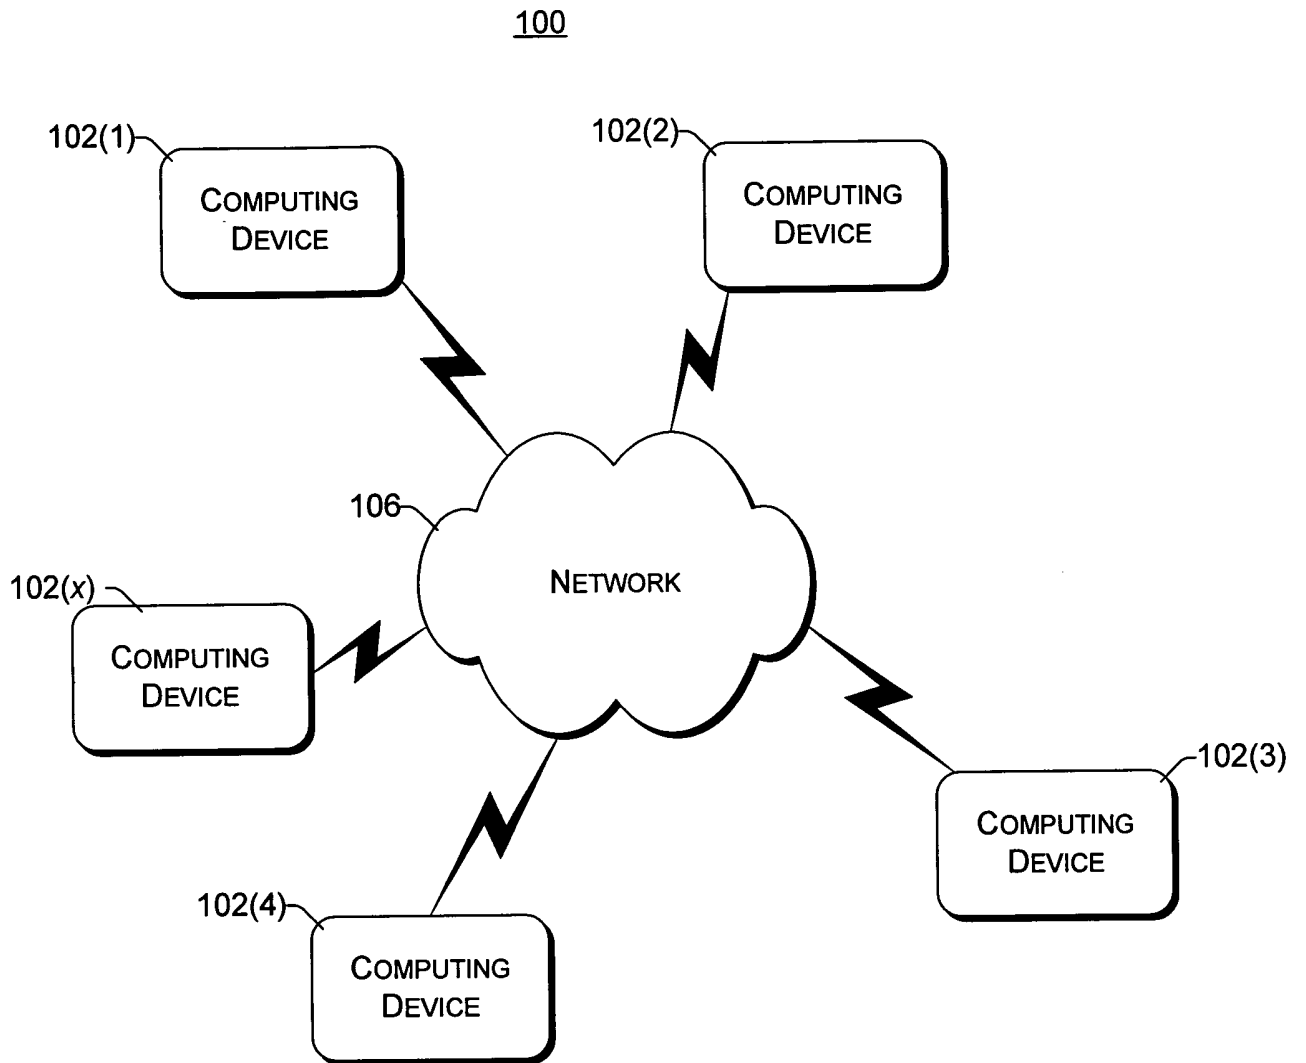 100
102(1)
COMPUTING
DEVICE
102(2)
COMPUTING
DEVICE
106
NETWORK
102(x)
COMPUTING
DEVICE
102(3)
COMPUTING
DEVICE
102(4)
COMPUTING
DEVICE